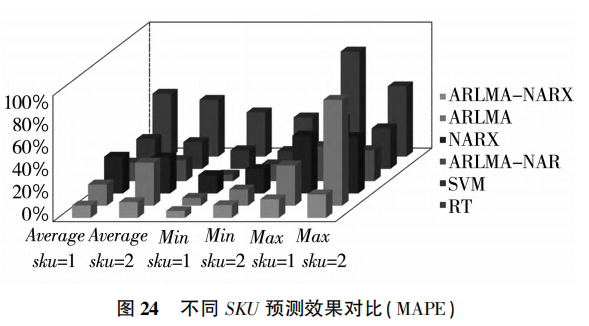 100%
80%
60%
40%
20%
0%
Average Average Min Min Max Max
sku=1 sku=2 sku=1 sku=2 sku=1 sku=2
ARLMA-NARX
ARLMA
NARX
ARLMA-NAR
SVM
RT
图 24 不同 SKU 预测效果对比(MAPE)